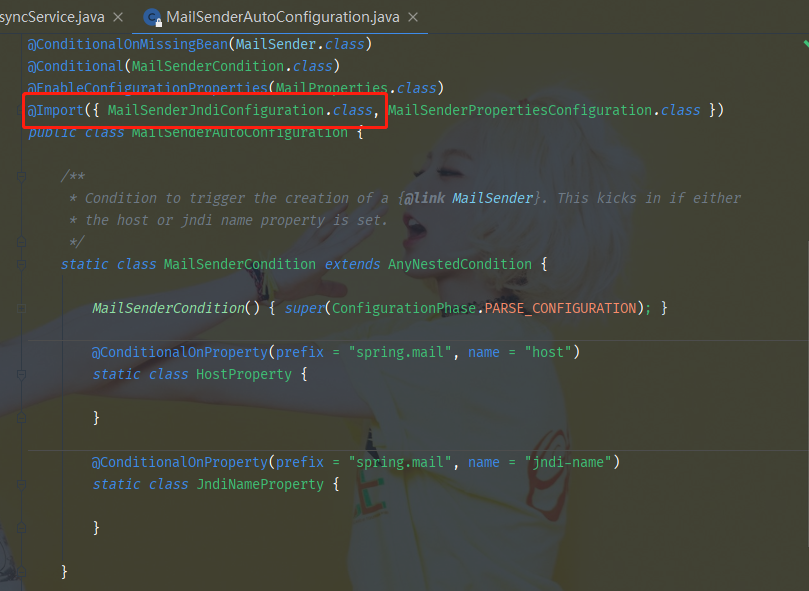 syncService.java × MailSenderAutoConfiguration.java ×
@ConditionalOnMissingBean(MailSender.class)
@Conditional(MailSenderCondition.class)
@EnableConfigurationProperties(MailProperties.class)
@Import({ MailSenderJndiConfiguration.class, MailSenderPropertiesConfiguration.class })
public class MailSenderAutoConfiguration {
/**
* Condition to trigger the creation of a {@link MailSender}. This kicks in if either
* the host or jndi name property is set.
*/
static class MailSenderCondition extends AnyNestedCondition {
MailSenderCondition() { super(ConfigurationPhase.PARSE_CONFIGURATION); }
@ConditionalOnProperty(prefix = "spring.mail", name = "host")
static class HostProperty {
}
@ConditionalOnProperty(prefix = "spring.mail", name = "jndi-name")
static class JndiNameProperty {
}
}